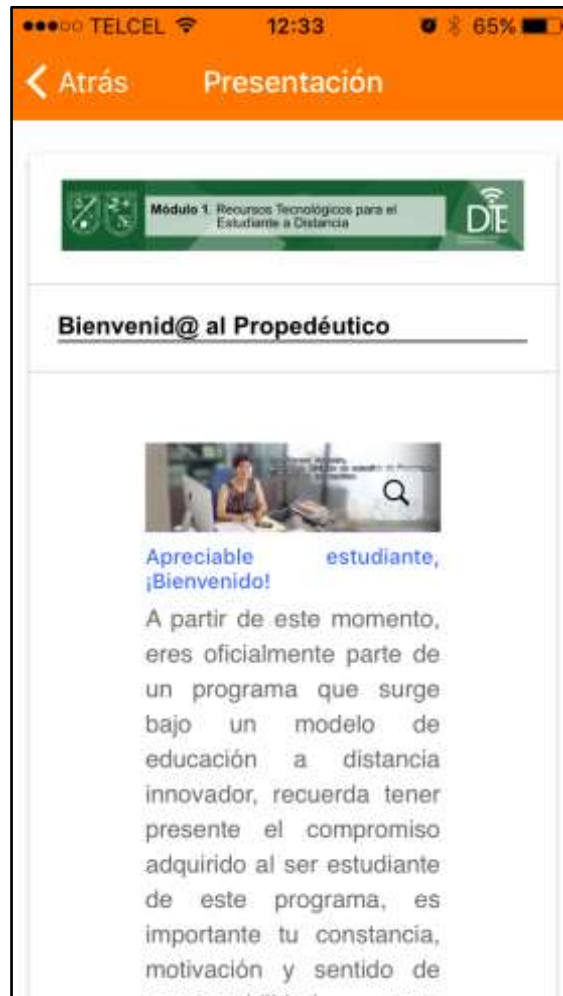 TELCEL 12:33 65%
Atrás Presentación
Módulo 1. Recursos Tecnológicos para el
Estudiante a Distancia
DTE
Bienvenid@ al Propedéutico
Apreciable estudiante,
¡Bienvenido!
A partir de este momento,
eres oficialmente parte de
un programa que surge
bajo un modelo de
educación a distancia
innovador, recuerda tener
presente el compromiso
adquirido al ser estudiante
de este programa, es
importante tu constancia,
motivación y sentido de